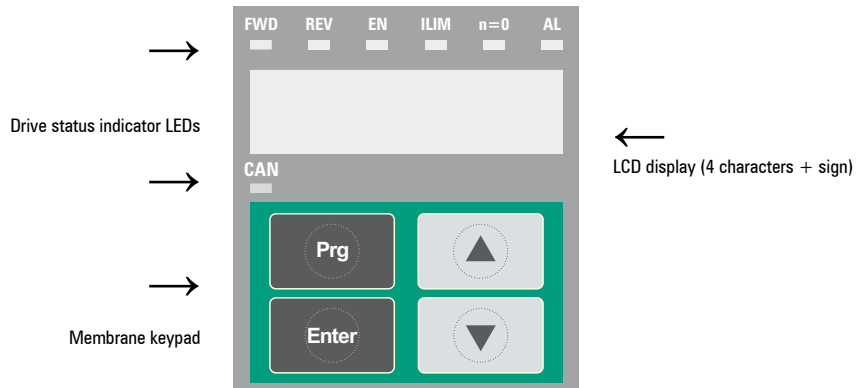 FWD REV EN ILIM n=0 AL
Drive status indicator LEDs
LCD display (4 characters + sign)
CAN
Prg
Membrane keypad
Enter